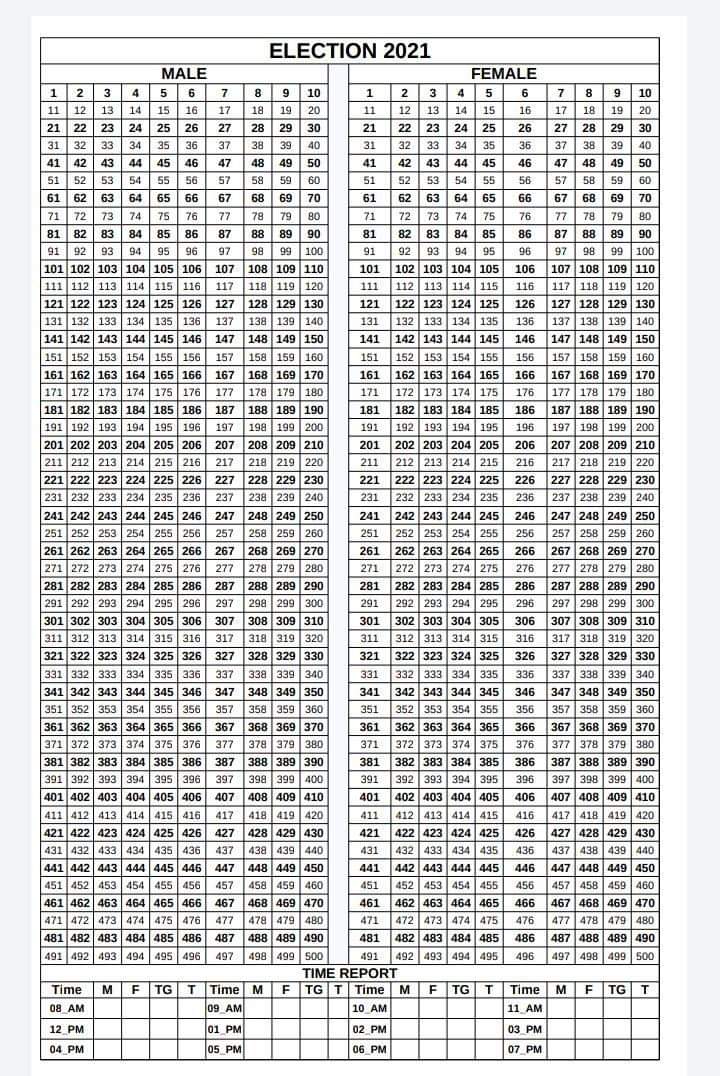 ELECTION 2021
MALE FEMALE
1 2 3 4 5 6 7 8 9 10 1 2 3 4 5 6 7 8 9 10
11 12 13 14 15 16 17 18 19 20 11 12 13 14 15 16 17 18 19 20
21 22 23 24 25 26 27 28 29 30 21 22 23 24 25 26 27 28 29 30
31 32 33 34 35 36 37 38 39 40 31 32 33 34 35 36 37 38 39 40
41 42 43 44 45 46 47 48 49 50 41 42 43 44 45 46 47 48 49 50
51 52 53 54 55 56 57 58 59 60 51 52 53 54 55 56 57 58 59 60
61 62 63 64 65 66 67 68 69 70 61 62 63 64 65 66 67 68 69 70
71 72 73 74 75 76 77 78 79 80 71 72 73 74 75 76 77 78 79 80
81 82 83 84 85 86 87 88 89 90 81 82 83 84 85 86 87 88 89 90
91 92 93 94 95 96 97 98 99 100 91 92 93 94 95 96 97 98 99 100
101 102 103 104 105 106 107 108 109 110 101 102 103 104 105 106 107 108 109 110
111 112 113 114 115 116 117 118 119 120 111 112 113 114 115 116 117 118 119 120
121 122 123 124 125 126 127 128 129 130 121 122 123 124 125 126 127 128 129 130
131 132 133 134 135 136 137 138 139 140 131 132 133 134 135 136 137 138 139 140
141 142 143 144 145 146 147 148 149 150 141 142 143 144 145 146 147 148 149 150
151 152 153 154 155 156 157 158 159 160 151 152 153 154 155 156 157 158 159 160
161 162 163 164 165 166 167 168 169 170 161 162 163 164 165 166 167 168 169 170
171 172 173 174 175 176 177 178 179 180 171 172 173 174 175 176 177 178 179 180
181 182 183 184 185 186 187 188 189 190 181 182 183 184 185 186 187 188 189 190
191 192 193 194 195 196 197 198 199 200 191 192 193 194 195 196 197 198 199 200
201 202 203 204 205 206 207 208 209 210 201 202 203 204 205 206 207 208 209 210
211 212 213 214 215 216 217 218 219 220 211 212 213 214 215 216 217 218 219 220
221 222 223 224 225 226 227 228 229 230 221 222 223 224 225 226 227 228 229 230
231 232 233 234 235 236 237 238 239 240 231 232 233 234 235 236 237 238 239 240
241 242 243 244 245 246 247 248 249 250 241 242 243 244 245 246 247 248 249 250
251 252 253 254 255 256 257 258 259 260 251 252 253 254 255 256 257 258 259 260
261 262 263 264 265 266 267 268 269 270 261 262 263 264 265 266 267 268 269 270
271 272 273 274 275 276 277 278 279 280 271 272 273 274 275 276 277 278 279 280
281 282 283 284 285 286 287 288 289 290 281 282 283 284 285 286 287 288 289 290
291 292 293 294 295 296 297 298 299 300 291 292 293 294 295 296 297 298 299 300
301 302 303 304 305 306 307 308 309 310 301 302 303 304 305 306 307 308 309 310
311 312 313 314 315 316 317 318 319 320 311 312 313 314 315 316 317 318 319 320
321 322 323 324 325 326 327 328 329 330 321 322 323 324 325 326 327 328 329 330
331 332 333 334 335 336 337 338 339 340 331 332 333 334 335 336 337 338 339 340
341 342 343 344 345 346 347 348 349 350 341 342 343 344 345 346 347 348 349 350
351 352 353 354 355 356 357 358 359 360 351 352 353 354 355 356 357 358 359 360
361 362 363 364 365 366 367 368 369 370 361 362 363 364 365 366 367 368 369 370
371 372 373 374 375 376 377 378 379 380 371 372 373 374 375 376 377 378 379 380
381 382 383 384 385 386 387 388 389 390 381 382 383 384 385 386 387 388 389 390
391 392 393 394 395 396 397 398 399 400 391 392 393 394 395 396 397 398 399 400
401 402 403 404 405 406 407 408 409 410 401 402 403 404 405 406 407 408 409 410
411 412 413 414 415 416 417 418 419 420 411 412 413 414 415 416 417 418 419 420
421 422 423 424 425 426 427 428 429 430 421 422 423 424 425 426 427 428 429 430
431 432 433 434 435 436 437 438 439 440 431 432 433 434 435 436 437 438 439 440
441 442 443 444 445 446 447 448 449 450 441 442 443 444 445 446 447 448 449 450
451 452 453 454 455 456 457 458 459 460 451 452 453 454 455 456 457 458 459 460
461 462 463 464 465 466 467 468 469 470 461 462 463 464 465 466 467 468 469 470
471 472 473 474 475 476 477 478 479 480 471 472 473 474 475 476 477 478 479 480
481 482 483 484 485 486 487 488 489 490 481 482 483 484 485 486 487 488 489 490
491 492 493 494 495 496 497 498 499 500 491 492 493 494 495 496 497 498 499 500
TIME REPORT
Time M F TG T Time M F TG T Time M F TG T Time M F TG T
08_AM 09_AM 10_AM 11_AM
12_PM 01_PM 02_PM 03_PM
04_PM 05_PM 06_PM 07_PM